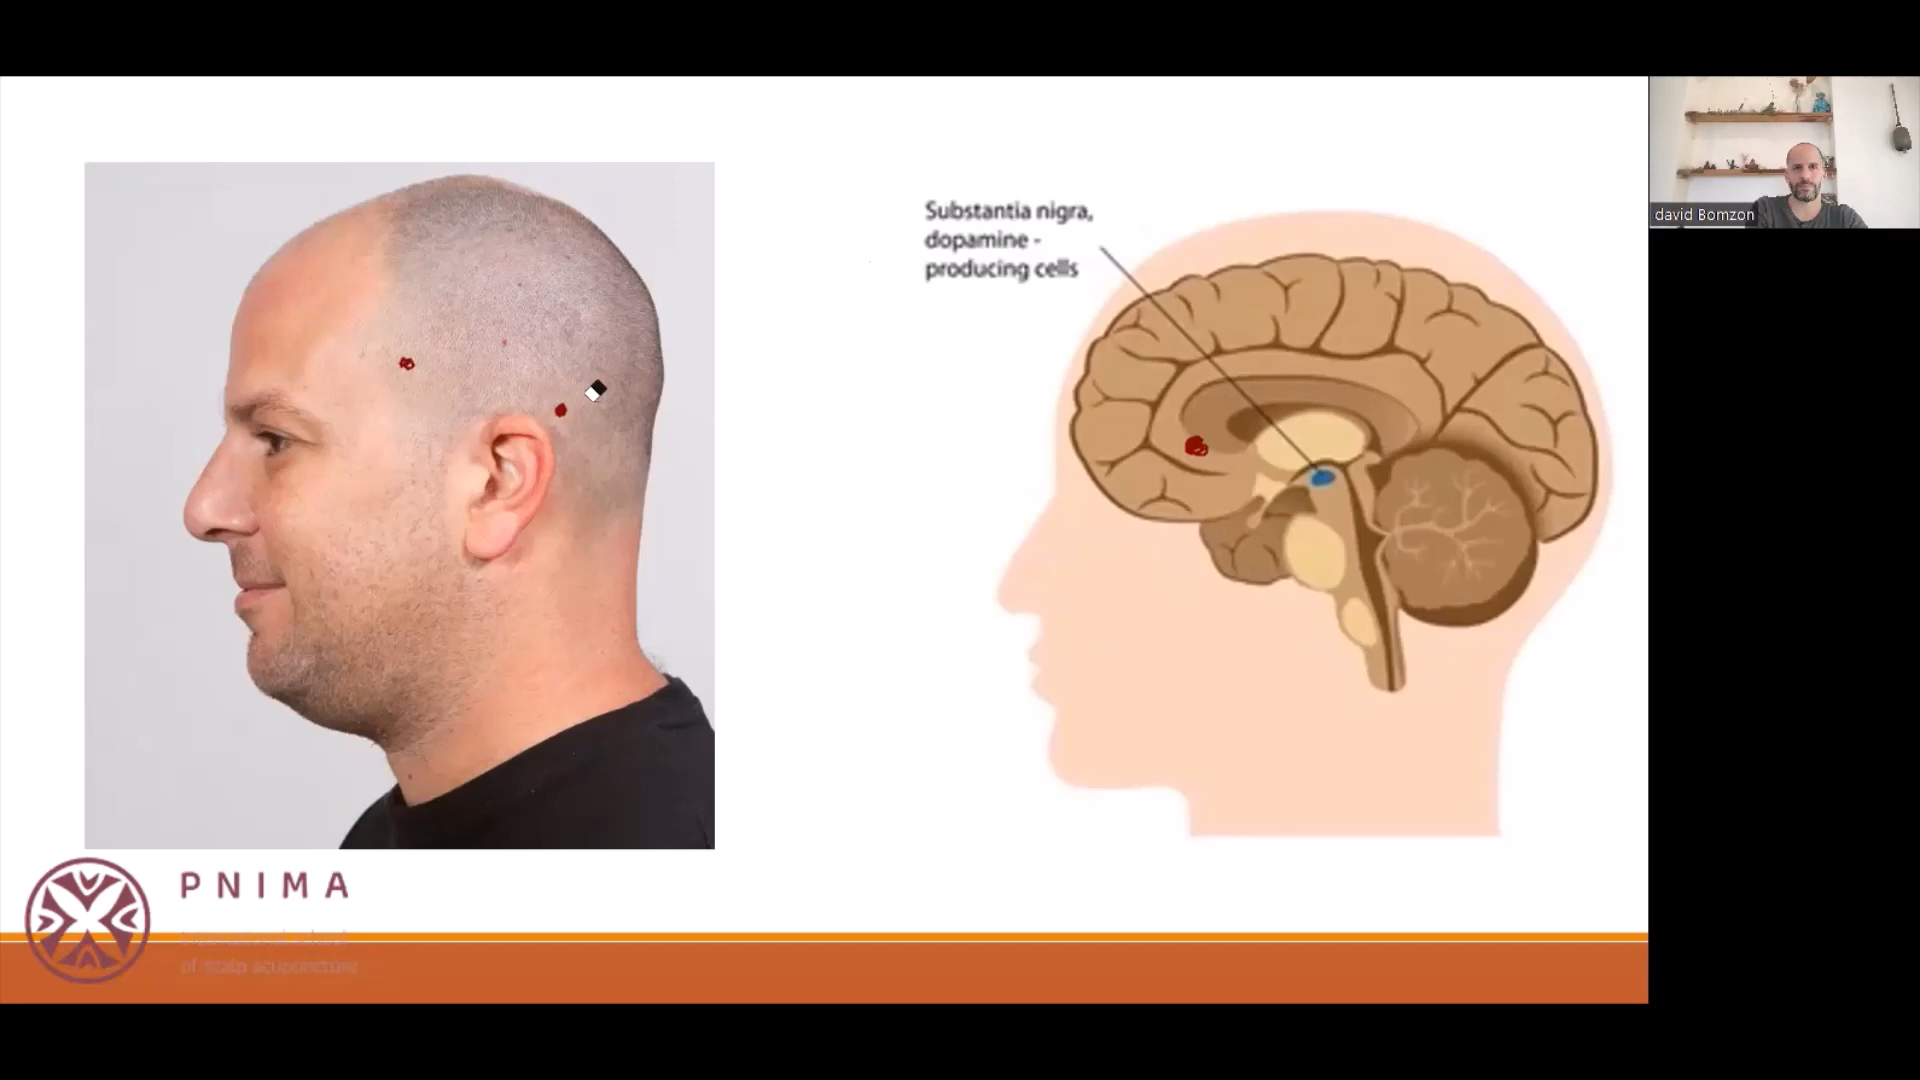 Substantia nigra,
dopamine -
producing cells
david Bomzon
PNIMA
of scalp acupuncture